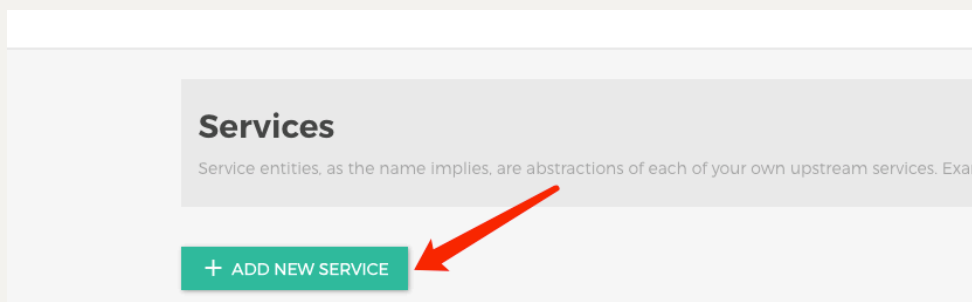 Services
Service entities, as the name implies, are abstractions of each of your own upstream services.
+ ADD NEW SERVICE